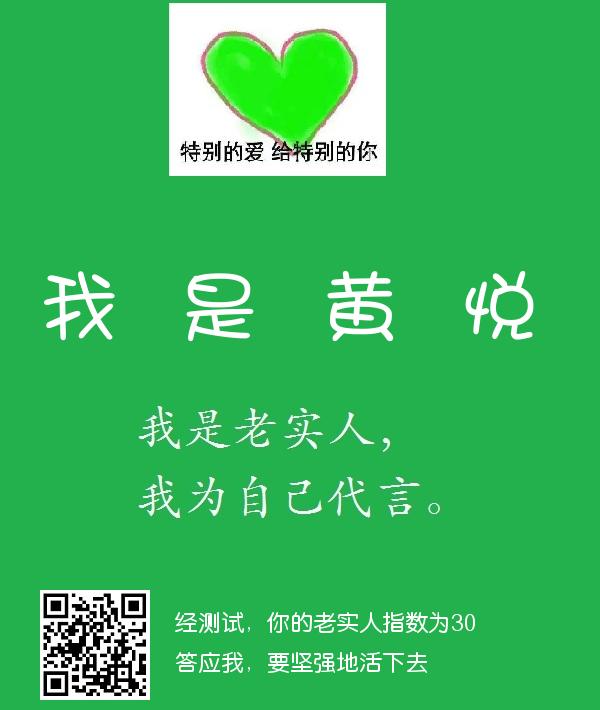 特别的爱 给特别的你
我是黄悦
我是老实人，
我为自己代言。
经测试，你的老实人指数为30
答应我，要坚强地活下去